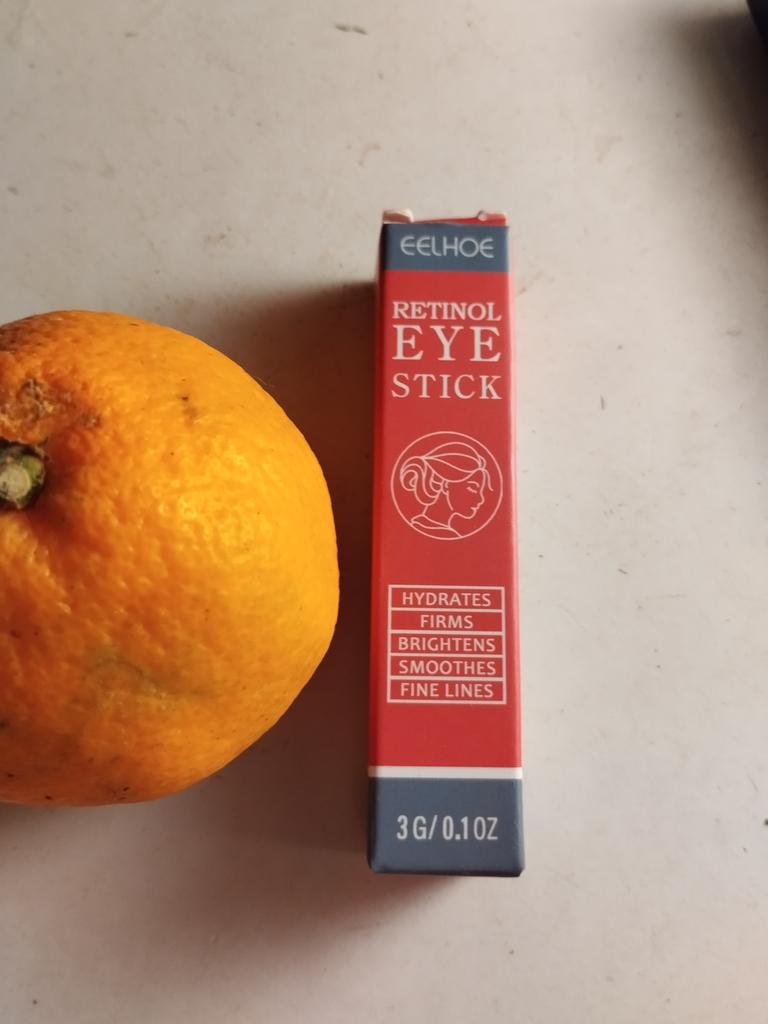 EELHOE
RETINOL
EYE
STICK
HYDRATES
FIRMS
BRIGHTENS
SMOOTHES
FINE LINES
3G/0.1OZ